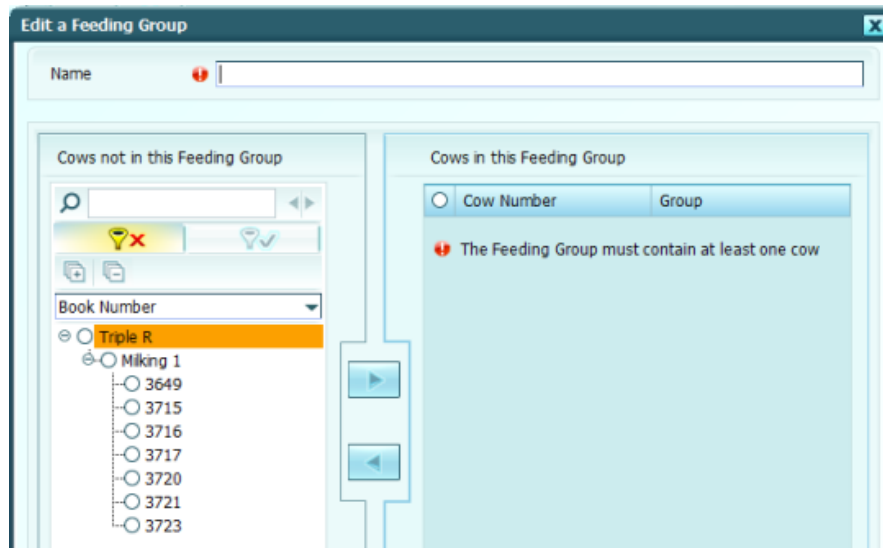 Edit a Feeding Group
Name
Cows not in this Feeding Group
Book Number
Triple R
Milking 1
3649
3715
3716
3717
3720
3721
3723
Cows in this Feeding Group
Cow Number Group
The Feeding Group must contain at least one cow